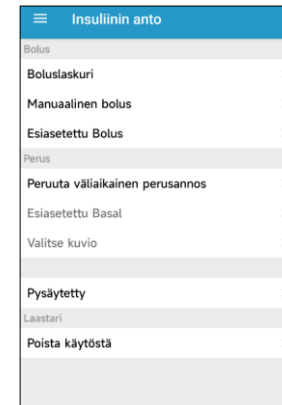 Insuliinin anto
Bolus
Boluslaskuri
Manuaalinen bolus
Esiasetettu Bolus
Perus
Peruuta väliaikainen perusannos
Esiasetettu Basal
Valitse kuvio
Pysäytetty
Laastari
Poista käytöstä